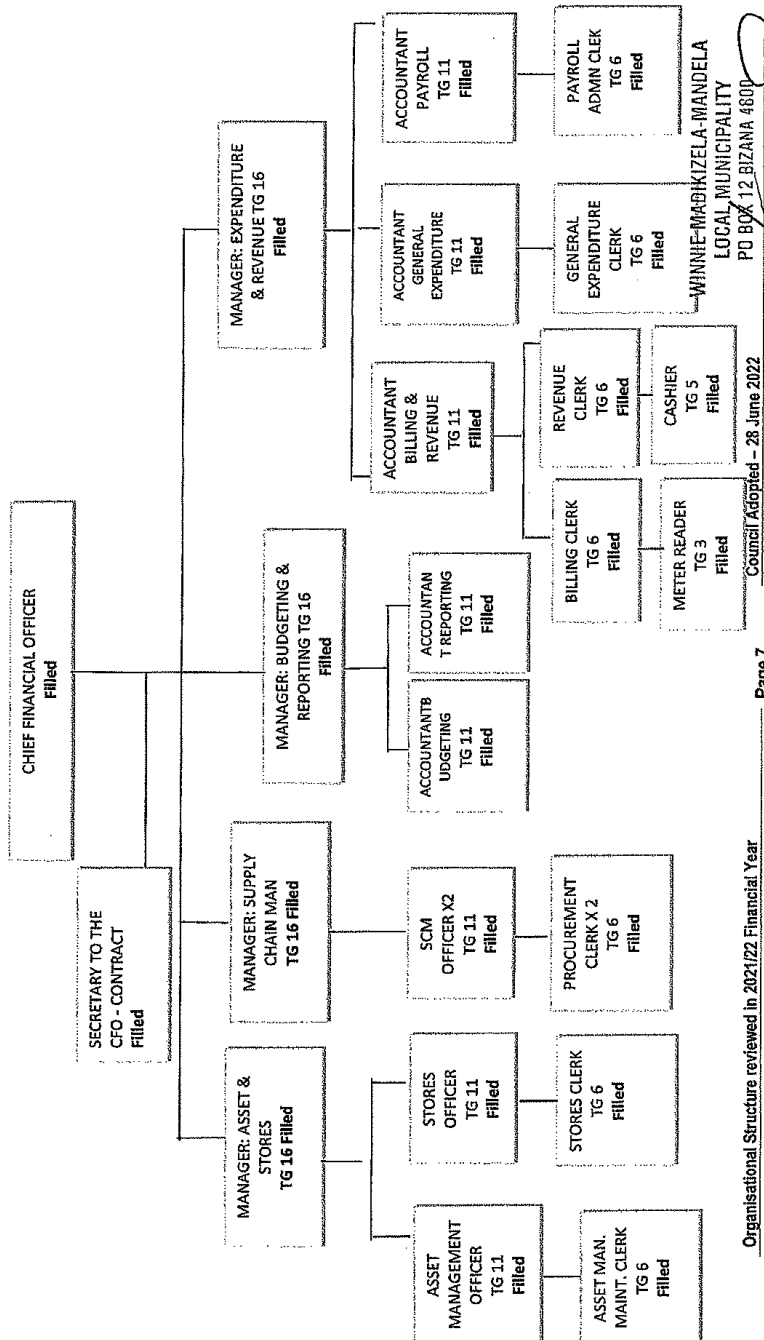 CHIEF FINANCIAL OFFICER
Filled
SECRETARY TO THE
CFO - CONTRACT
Filled
MANAGER: ASSET &
STORES
TG 16 Filled
MANAGER: SUPPLY
CHAIN MAN
TG 16 Filled
MANAGER: BUDGETING &
REPORTING TG 16
Filled
MANAGER: EXPENDITURE
& REVENUE TG 16
Filled
ASSET
MANAGEMENT
OFFICER
TG 11
Filled
STORES
OFFICER
TG 11
Filled
SCM
OFFICER X2
TG 11
Filled
ACCOUNTANTB
UDGETING
TG 11
Filled
ACCOUNTAN
T REPORTING
TG 11
Filled
ACCOUNTANT
BILLING &
REVENUE
TG 11
Filled
ACCOUNTANT
GENERAL
EXPENDITURE
TG 11
Filled
ACCOUNTANT
PAYROLL
TG 11
Filled
ASSET MAN.
MAINT. CLERK
TG 6
Filled
STORES CLERK
TG 6
Filled
PROCUREMENT
CLERK X 2
TG 6
Filled
BILLING CLERK
TG 6
Filled
REVENUE
CLERK
TG 6
Filled
GENERAL
EXPENDITURE
CLERK
TG 6
Filled
PAYROLL
ADMN CLEK
TG 6
Filled
METER READER
TG 3
Filled
CASHIER
TG 5
Filled
WINNIE MADIKIZELA-MANDELA
LOCAL MUNICIPALITY
PO BOX 12 BIZANA 4800
Organisational Structure reviewed in 2021/22 Financial Year
Page 7
Council Adopted – 28 June 2022